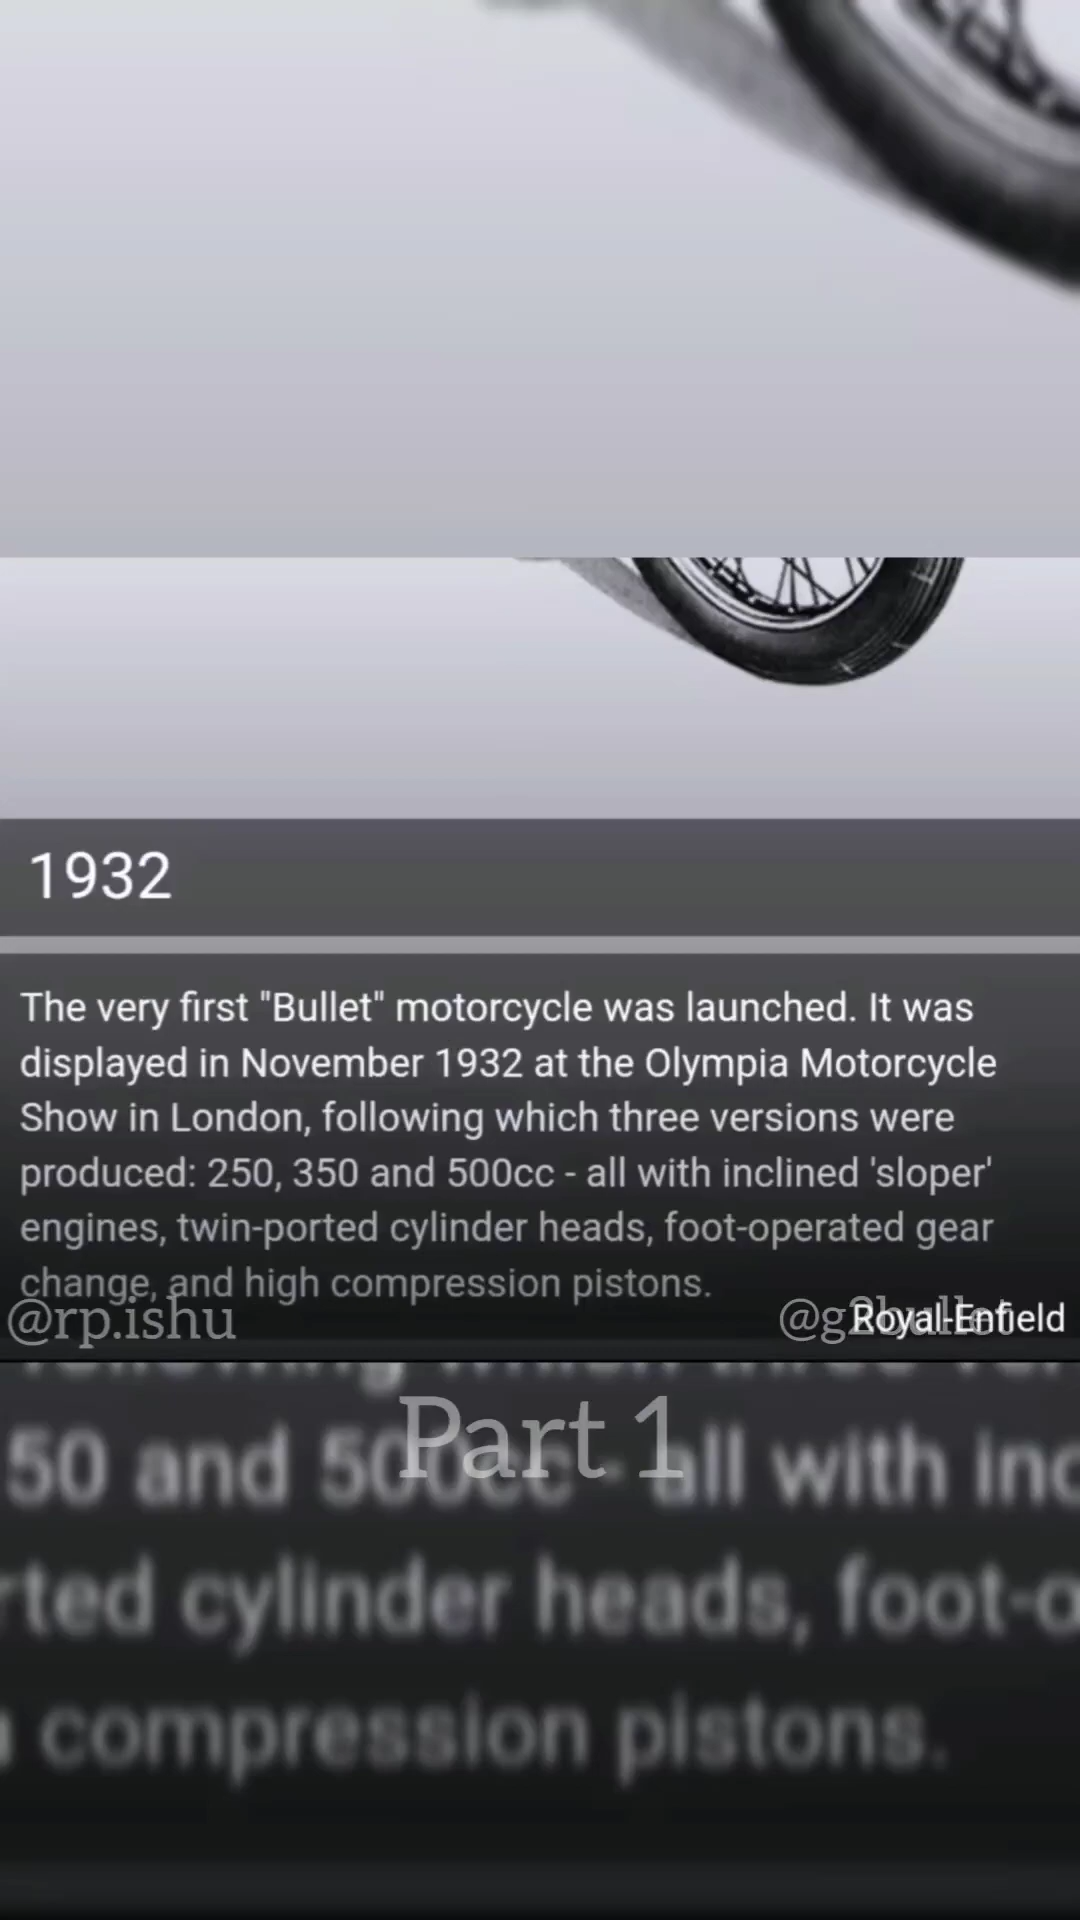 1932
The very first "Bullet" motorcycle was launched. It was
displayed in November 1932 at the Olympia Motorcycle
Show in London, following which three versions were
produced: 250, 350 and 500cc - all with inclined 'sloper'
engines, twin-ported cylinder heads, foot-operated gear
change, and high compression pistons.
@rp.ishu
@g2bullet
Royal-Enfield
Part 1
50 and 500cc - all with inc
rted cylinder heads, foot-o
compression pistons.